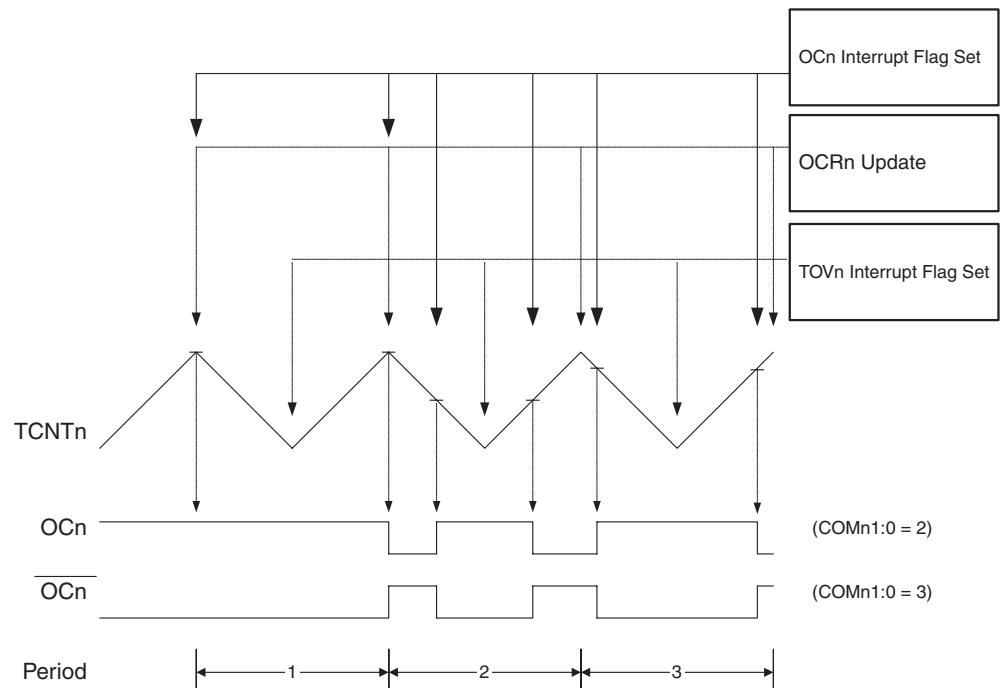 OCn Interrupt Flag Set
OCRn Update
TOVn Interrupt Flag Set
TCNTn
OCn
(COMn1:0 = 2)
OCn
(COMn1:0 = 3)
Period
1
2
3